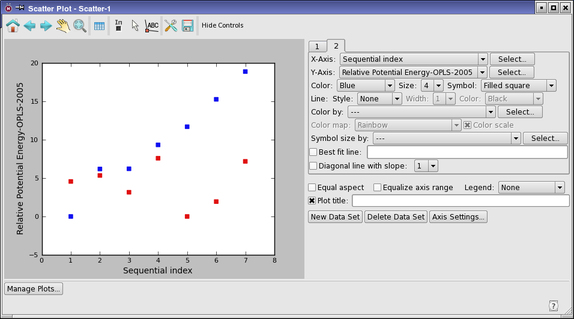 Scatter Plot - Scatter-1
In
ABC
Hide Controls
1 2
X-Axis: Sequential index Select...
Y-Axis: Relative Potential Energy-OPLS-2005 Select...
Color: Blue Size: 4 Symbol: Filled square
Line: Style: None Width: 1 Color: Black
Color by: --- Select...
Color map: Rainbow Color scale
Symbol size by: --- Select...
Best fit line:
Diagonal line with slope: 1
Equal aspect Equalize axis range Legend: None
Plot title:
New Data Set Delete Data Set Axis Settings...
Relative Potential Energy-OPLS-2005
20
15
10
5
0
−5
0 1 2 3 4 5 6 7 8
Sequential index
Manage Plots...
?